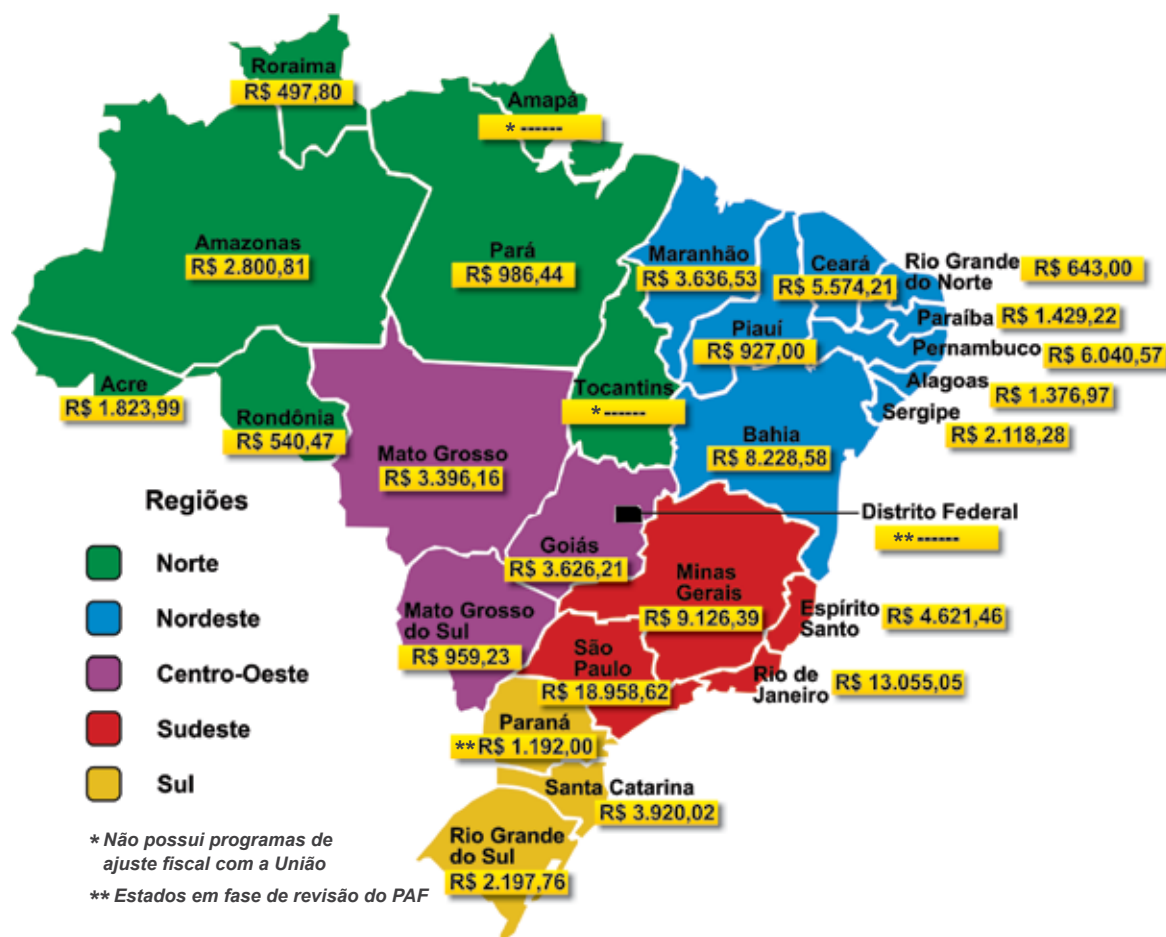 Roraima
R$ 497,80
Amapá
* ------
Amazonas
R$ 2.800,81
Pará
R$ 986,44
Maranhão
R$ 3.636,53
Ceará
R$ 5.574,21
Rio Grande
do Norte
R$ 643,00
Piauí
R$ 927,00
Paraíba
R$ 1.429,22
Pernambuco
R$ 6.040,57
Acre
R$ 1.823,99
Rondônia
R$ 540,47
Tocantins
* ------
Alagoas
R$ 1.376,97
Sergipe
R$ 2.118,28
Bahia
R$ 8.228,58
Mato Grosso
R$ 3.396,16
Distrito Federal
** ------
Goiás
R$ 3.626,21
Minas
Gerais
R$ 9.126,39
Espírito
Santo
R$ 4.621,46
Mato Grosso
do Sul
R$ 959,23
São
Paulo
R$ 18.958,62
Rio de
Janeiro
R$ 13.055,05
Paraná
** R$ 1.192,00
Santa Catarina
R$ 3.920,02
Rio Grande
do Sul
R$ 2.197,76
Regiões
Norte
Nordeste
Centro-Oeste
Sudeste
Sul
* Não possui programas de
ajuste fiscal com a União
** Estados em fase de revisão do PAF